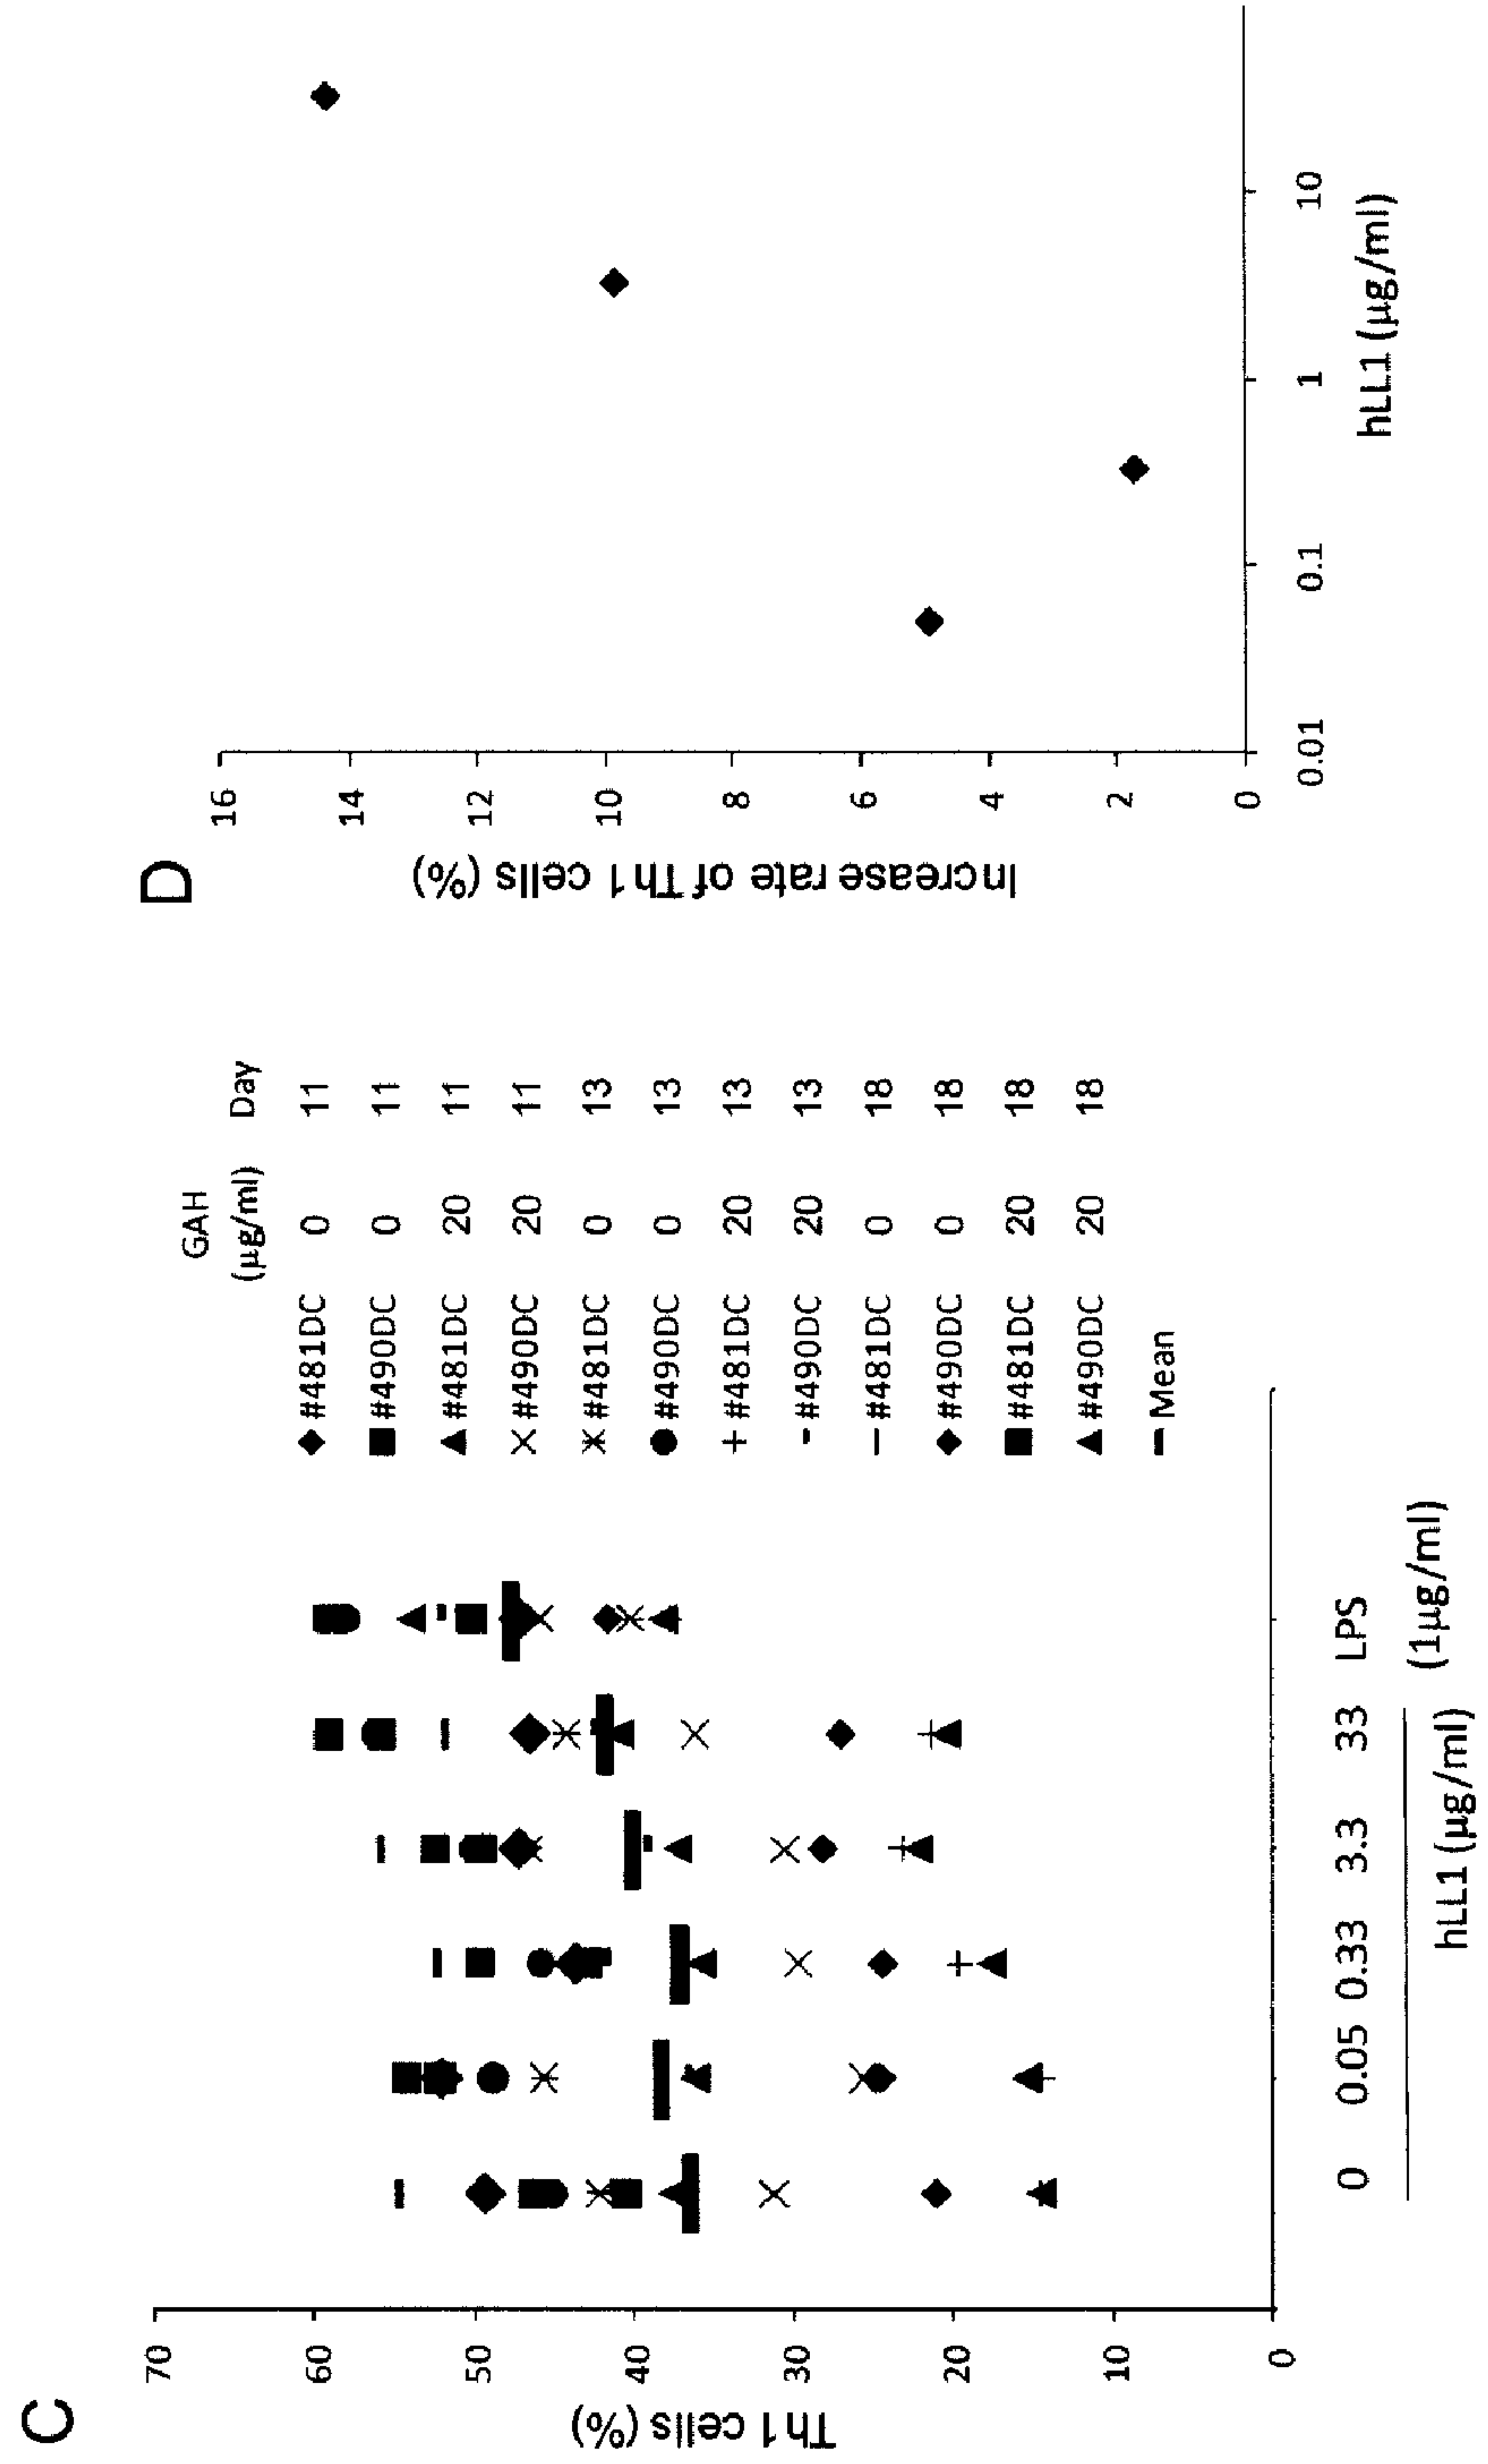 C
Th1 cells (%)
70
60
50
40
30
20
10
0
0 0.05 0.33 3.3 33 LPS
hLL1 (µg/ml) (1µg/ml)
GAH
(µg/ml) Day
#481DC 0 11
#490DC 0 11
#481DC 20 11
#490DC 20 11
#481DC 0 13
#490DC 0 13
#481DC 20 13
#490DC 20 13
#481DC 0 18
#490DC 0 18
#481DC 20 18
#490DC 20 18
Mean
D
Increase rate of Th1 cells (%)
16
14
12
10
8
6
4
2
0
0.01 0.1 1 10
hLL1 (µg/ml)